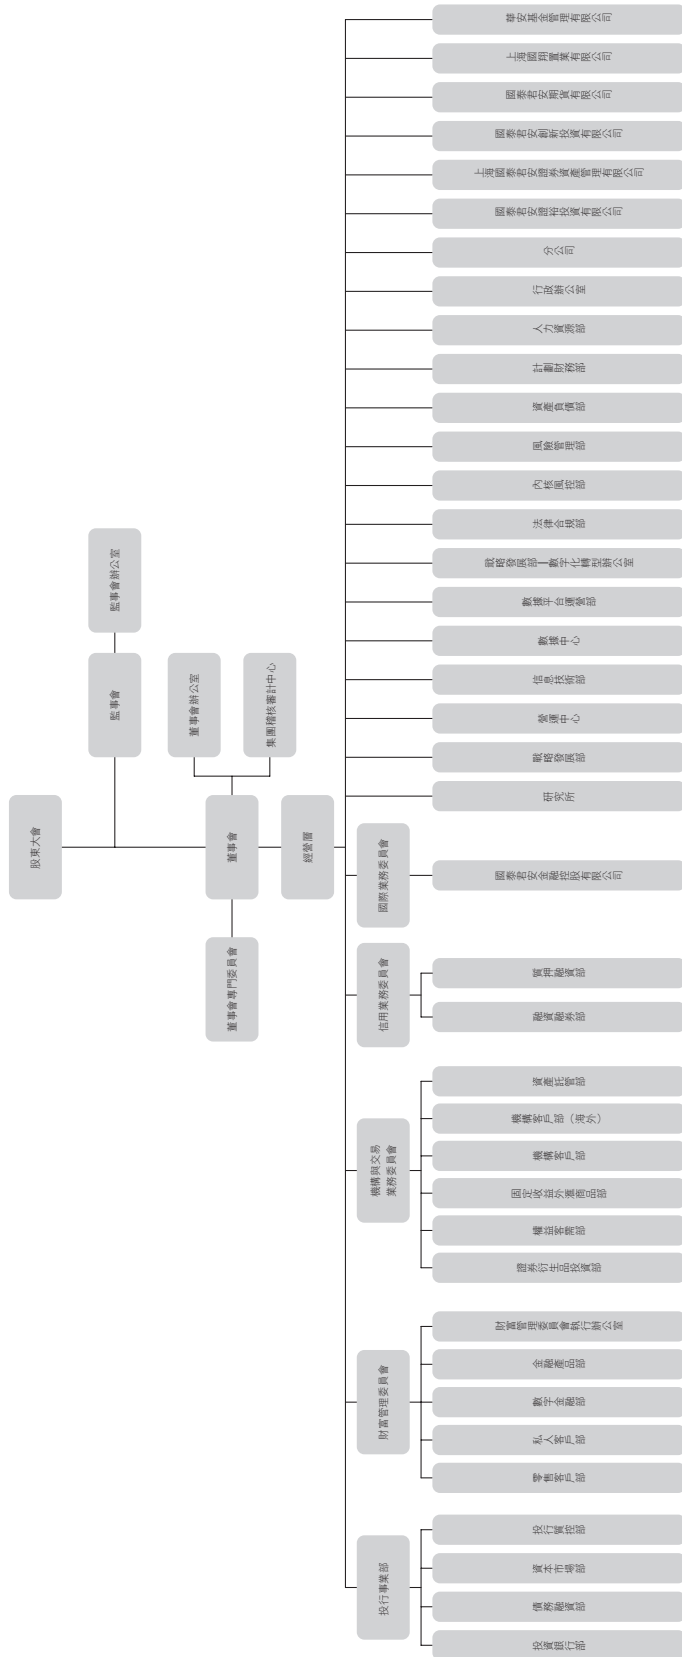 股東大會
監事會
監事會辦公室
董事會
董事會專門委員會
董事會辦公室
集團稽核審計中心
經營層
投行事業部
投資銀行部
債務融資部
資本市場部
投行質控部
財富管理委員會
零售客戶部
私人客戶部
數字金融部
金融產品部
財富管理委員會執行辦公室
機構與交易
業務委員會
證券衍生品投資部
權益客需部
固定收益外匯商品部
機構客戶部
機構客戶部（海外）
資產託管部
信用業務委員會
融資融券部
質押融資部
國際業務委員會
國泰君安金融控股有限公司
研究所
戰略發展部
營運中心
信息技術部
數據中心
數據平台運營部
戰略發展部—數字化轉型辦公室
法律合規部
內核風控部
風險管理部
資產負債部
計劃財務部
人力資源部
行政辦公室
分公司
國泰君安證裕投資有限公司
上海國泰君安證券資產管理有限公司
國泰君安創新投資有限公司
國泰君安期貨有限公司
上海國翔置業有限公司
華安基金管理有限公司